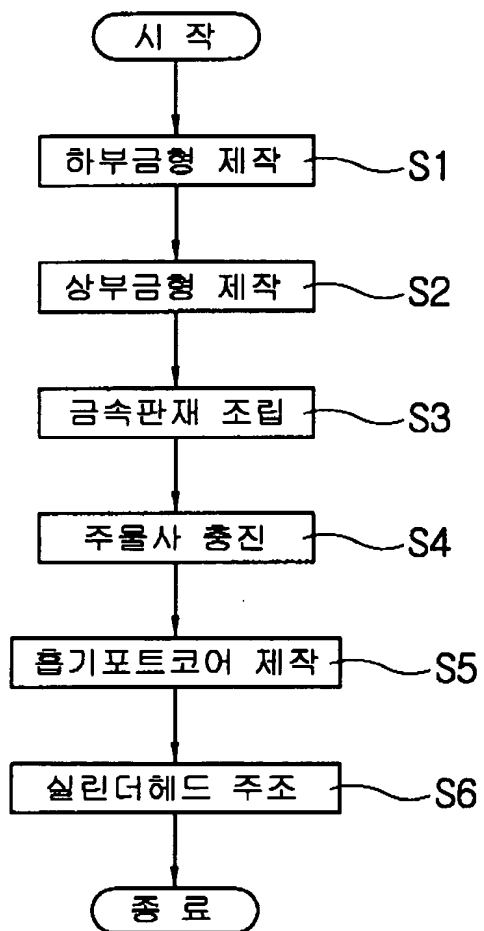 시 작
하부금형 제작 S1
상부금형 제작 S2
금속판재 조립 S3
주물사 충진 S4
흡기포트코어 제작 S5
실린더헤드 주조 S6
종 료